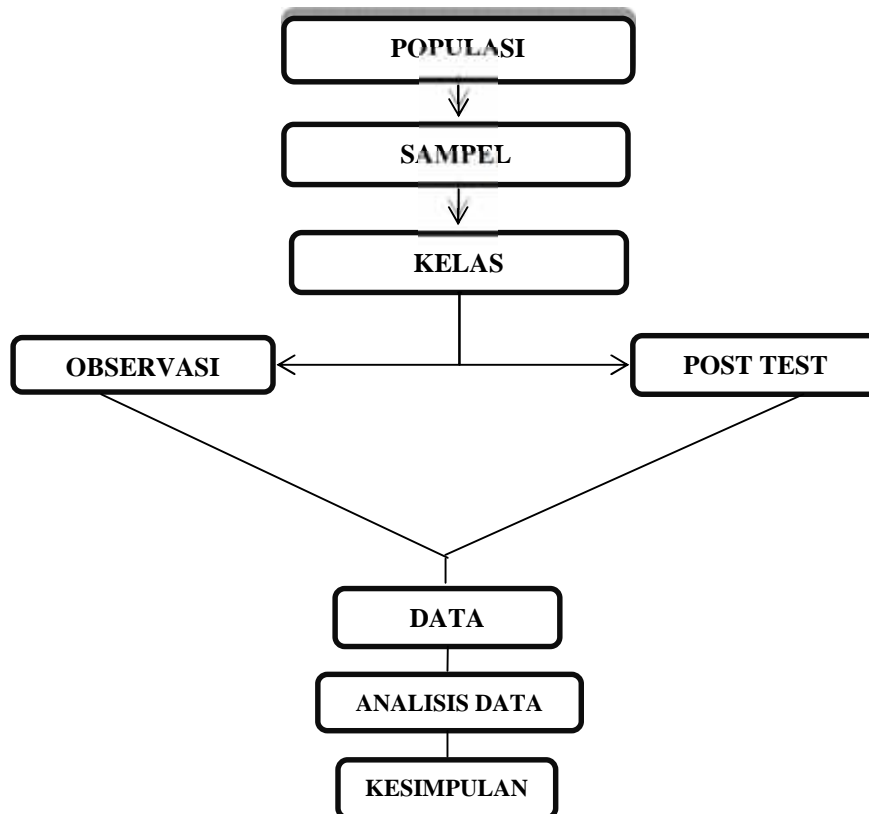 POPULASI
SAMPEL
KELAS
OBSERVASI
POST TEST
DATA
ANALISIS DATA
KESIMPULAN